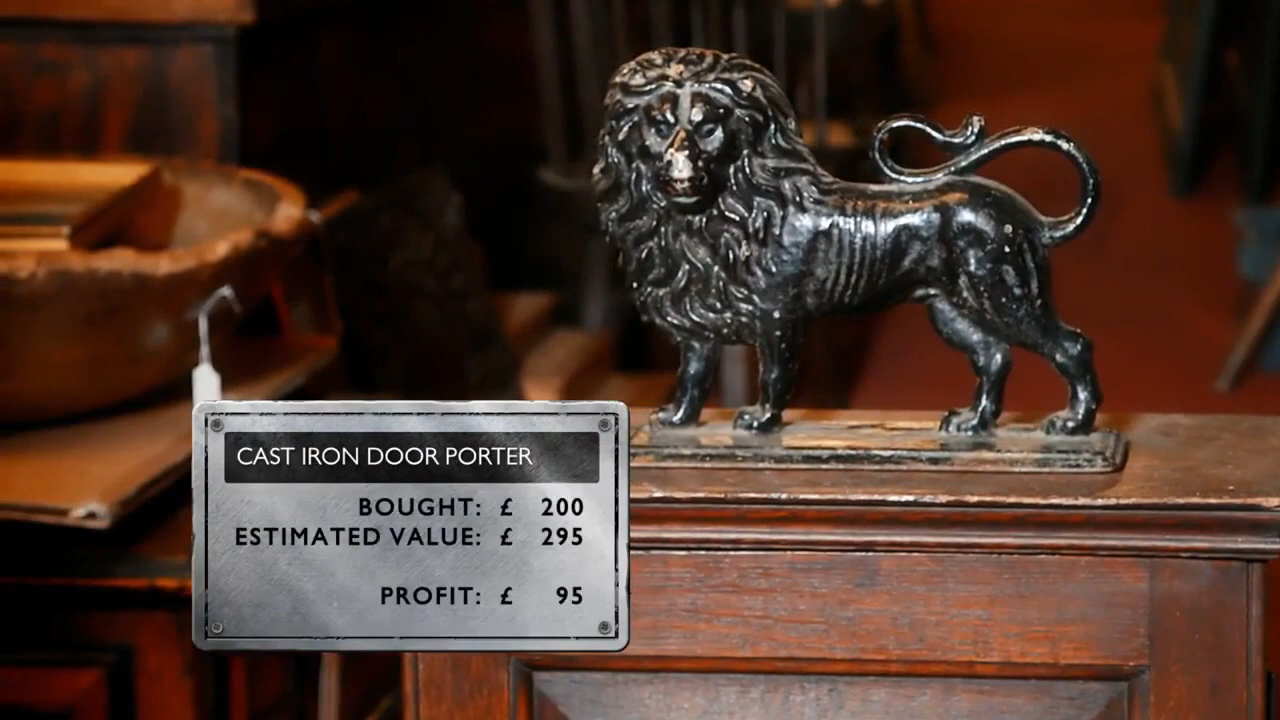 CAST IRON DOOR PORTER
BOUGHT: £ 200
ESTIMATED VALUE: £ 295
PROFIT: £ 95